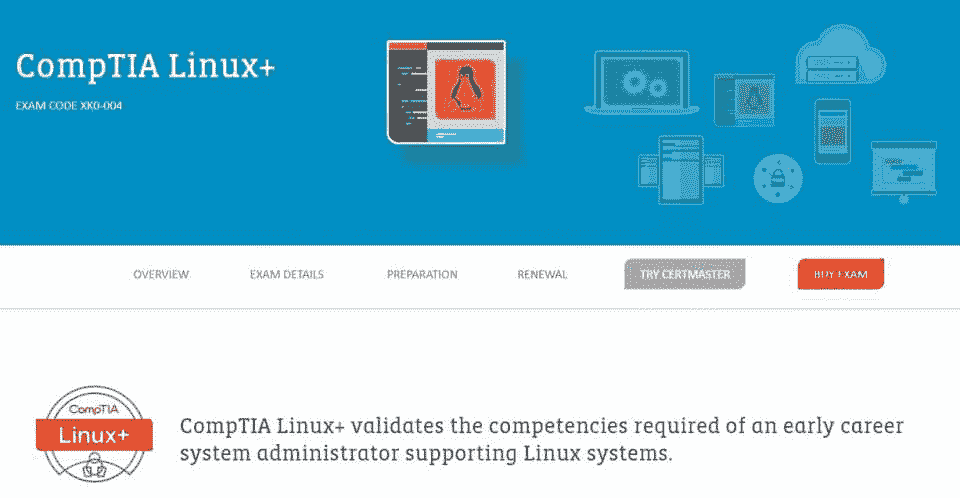 CompTIA Linux+
EXAM CODE XK0-004
OVERVIEW
EXAM DETAILS
PREPARATION
RENEWAL
TRY CERTMASTER
BUY EXAM
CompTIA
Linux+
CompTIA Linux+ validates the competencies required of an early career
system administrator supporting Linux systems.